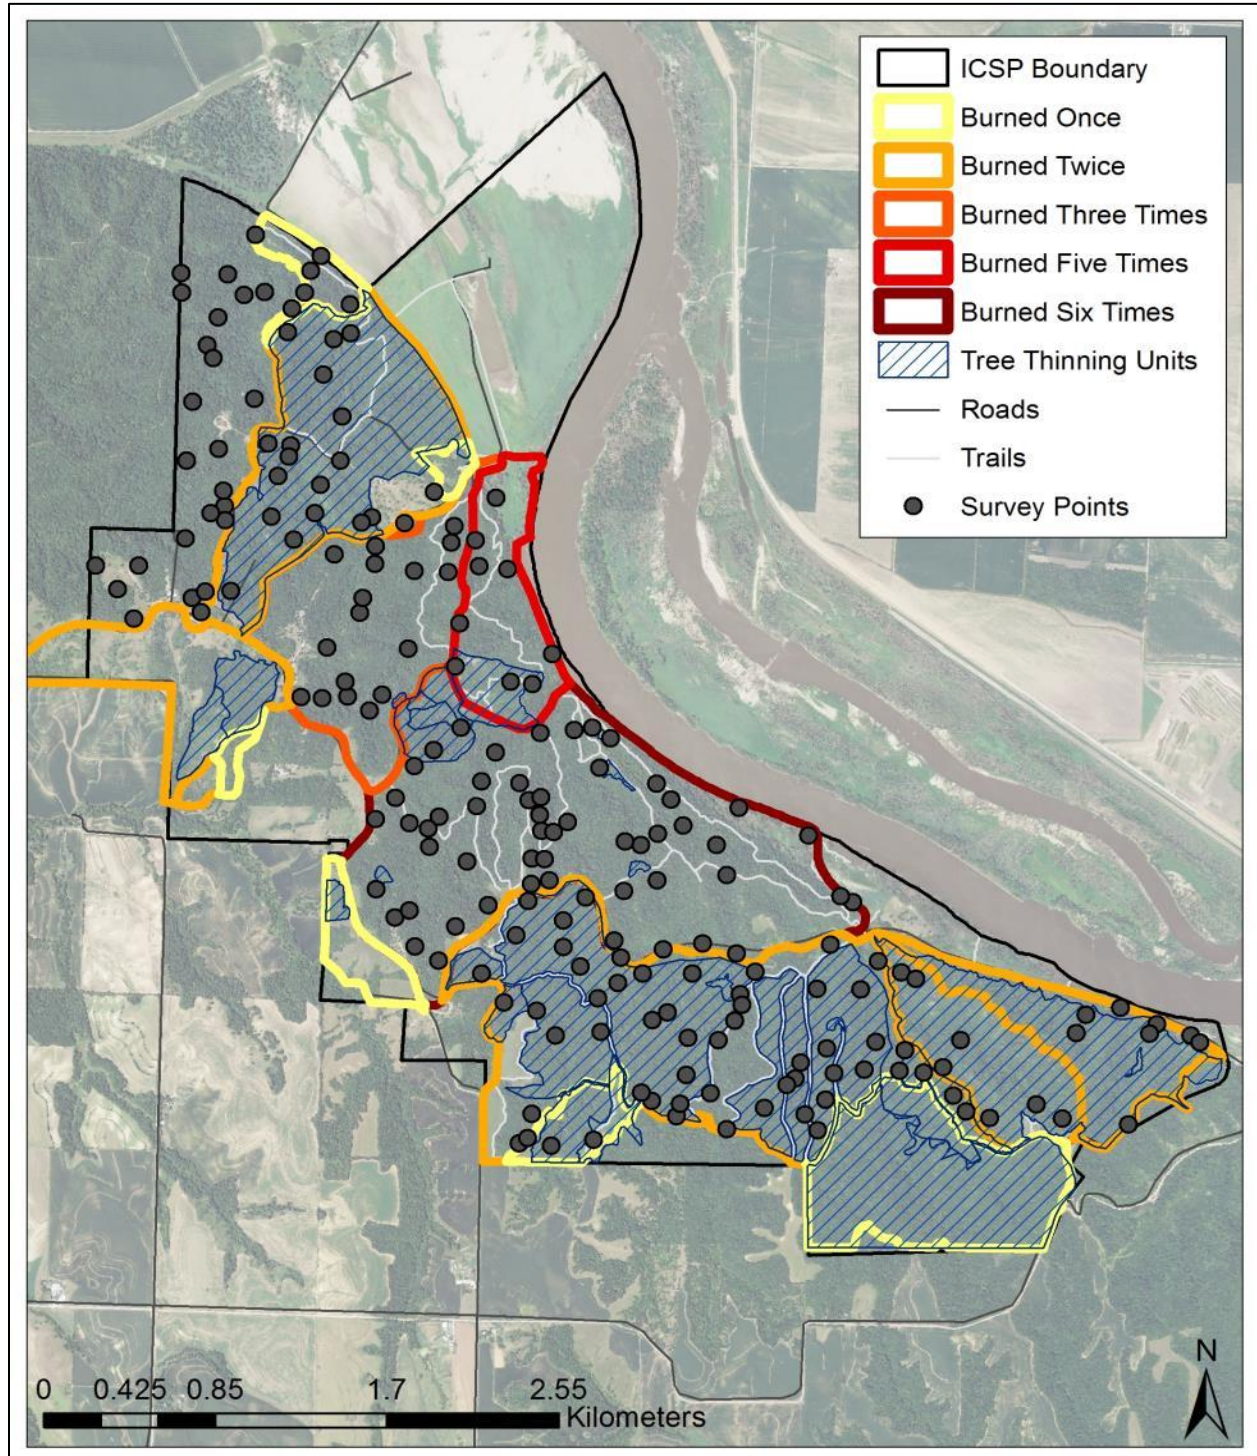 ICSP Boundary
Burned Once
Burned Twice
Burned Three Times
Burned Five Times
Burned Six Times
Tree Thinning Units
Roads
Trails
Survey Points
N
0 0.425 0.85 1.7 2.55
Kilometers